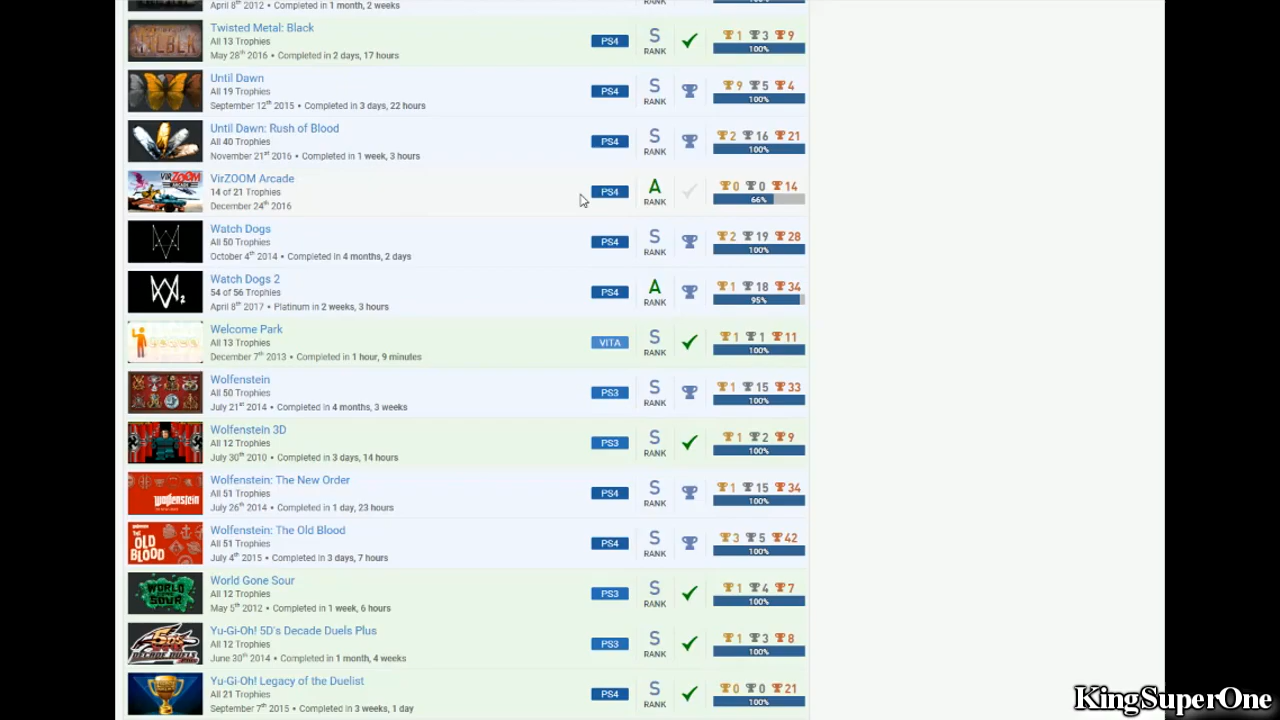 April 8th 2012 • Completed in 1 month, 2 weeks
100%
Twisted Metal: Black
All 13 Trophies
May 28th 2016 • Completed in 2 days, 17 hours
PS4
S
RANK
1 3 9
100%
Until Dawn
All 19 Trophies
September 12th 2015 • Completed in 3 days, 22 hours
PS4
S
RANK
9 5 4
100%
Until Dawn: Rush of Blood
All 40 Trophies
November 21st 2016 • Completed in 1 week, 3 hours
PS4
S
RANK
2 16 21
100%
VirZOOM ARCADE
VirZOOM Arcade
14 of 21 Trophies
December 24th 2016
PS4
A
RANK
0 0 14
66%
Watch Dogs
All 50 Trophies
October 4th 2014 • Completed in 4 months, 2 days
PS4
S
RANK
2 19 28
100%
2
Watch Dogs 2
54 of 56 Trophies
April 8th 2017 • Platinum in 2 weeks, 3 hours
PS4
A
RANK
1 18 34
95%
Welcome Park
All 13 Trophies
December 7th 2013 • Completed in 1 hour, 9 minutes
VITA
S
RANK
1 1 11
100%
Wolfenstein
All 50 Trophies
July 21st 2014 • Completed in 4 months, 3 weeks
PS3
S
RANK
1 15 33
100%
Wolfenstein 3D
All 12 Trophies
July 30th 2010 • Completed in 3 days, 14 hours
PS3
S
RANK
1 2 9
100%
Wolfenstein
Wolfenstein: The New Order
All 51 Trophies
July 26th 2014 • Completed in 1 day, 23 hours
PS4
S
RANK
1 15 34
100%
THE OLD
BLOOD
Wolfenstein: The Old Blood
All 51 Trophies
July 4th 2015 • Completed in 3 days, 7 hours
PS4
S
RANK
3 5 42
100%
WORLD
GONE
SOUR
World Gone Sour
All 12 Trophies
May 5th 2012 • Completed in 1 week, 6 hours
PS3
S
RANK
1 4 7
100%
5D's
DECADE DUELS
Yu-Gi-Oh! 5D's Decade Duels Plus
All 12 Trophies
June 30th 2014 • Completed in 1 month, 4 weeks
PS3
S
RANK
1 3 8
100%
Yu-Gi-Oh! Legacy of the Duelist
All 21 Trophies
September 7th 2015 • Completed in 3 weeks, 1 day
PS4
S
RANK
0 0 21
100%
KingSuperOne